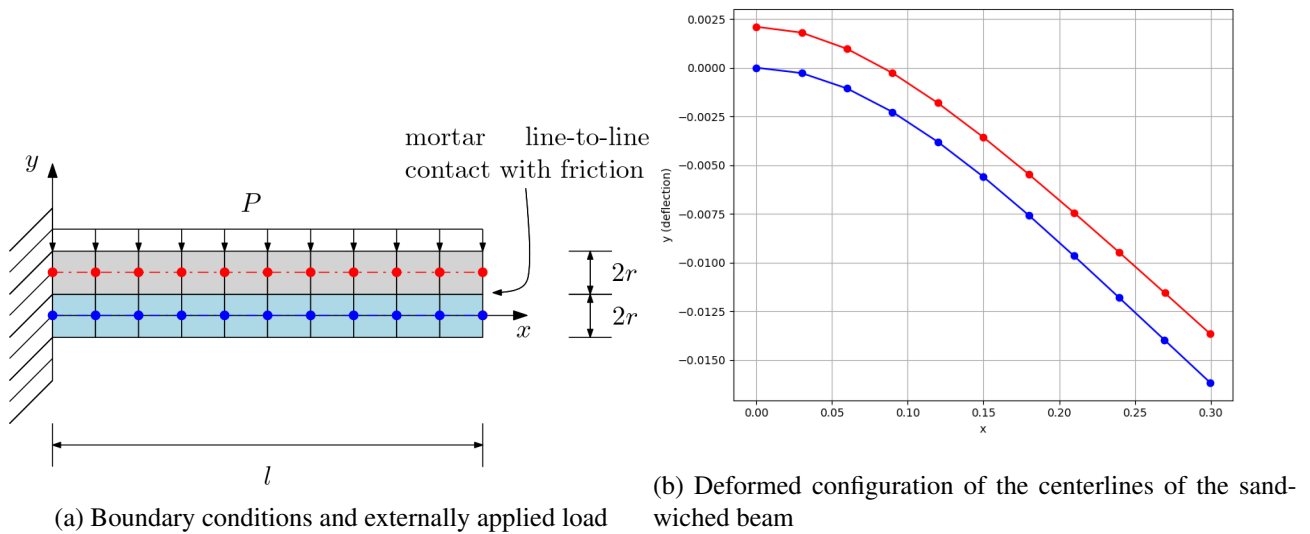 mortar line-to-line
contact with friction
y
P
2r
2r
x
l
(a) Boundary conditions and externally applied load
0.0025
0.0000
−0.0025
−0.0050
−0.0075
−0.0100
−0.0125
−0.0150
y (deflection)
0.00 0.05 0.10 0.15 0.20 0.25 0.30
x
(b) Deformed configuration of the centerlines of the sand-
wiched beam